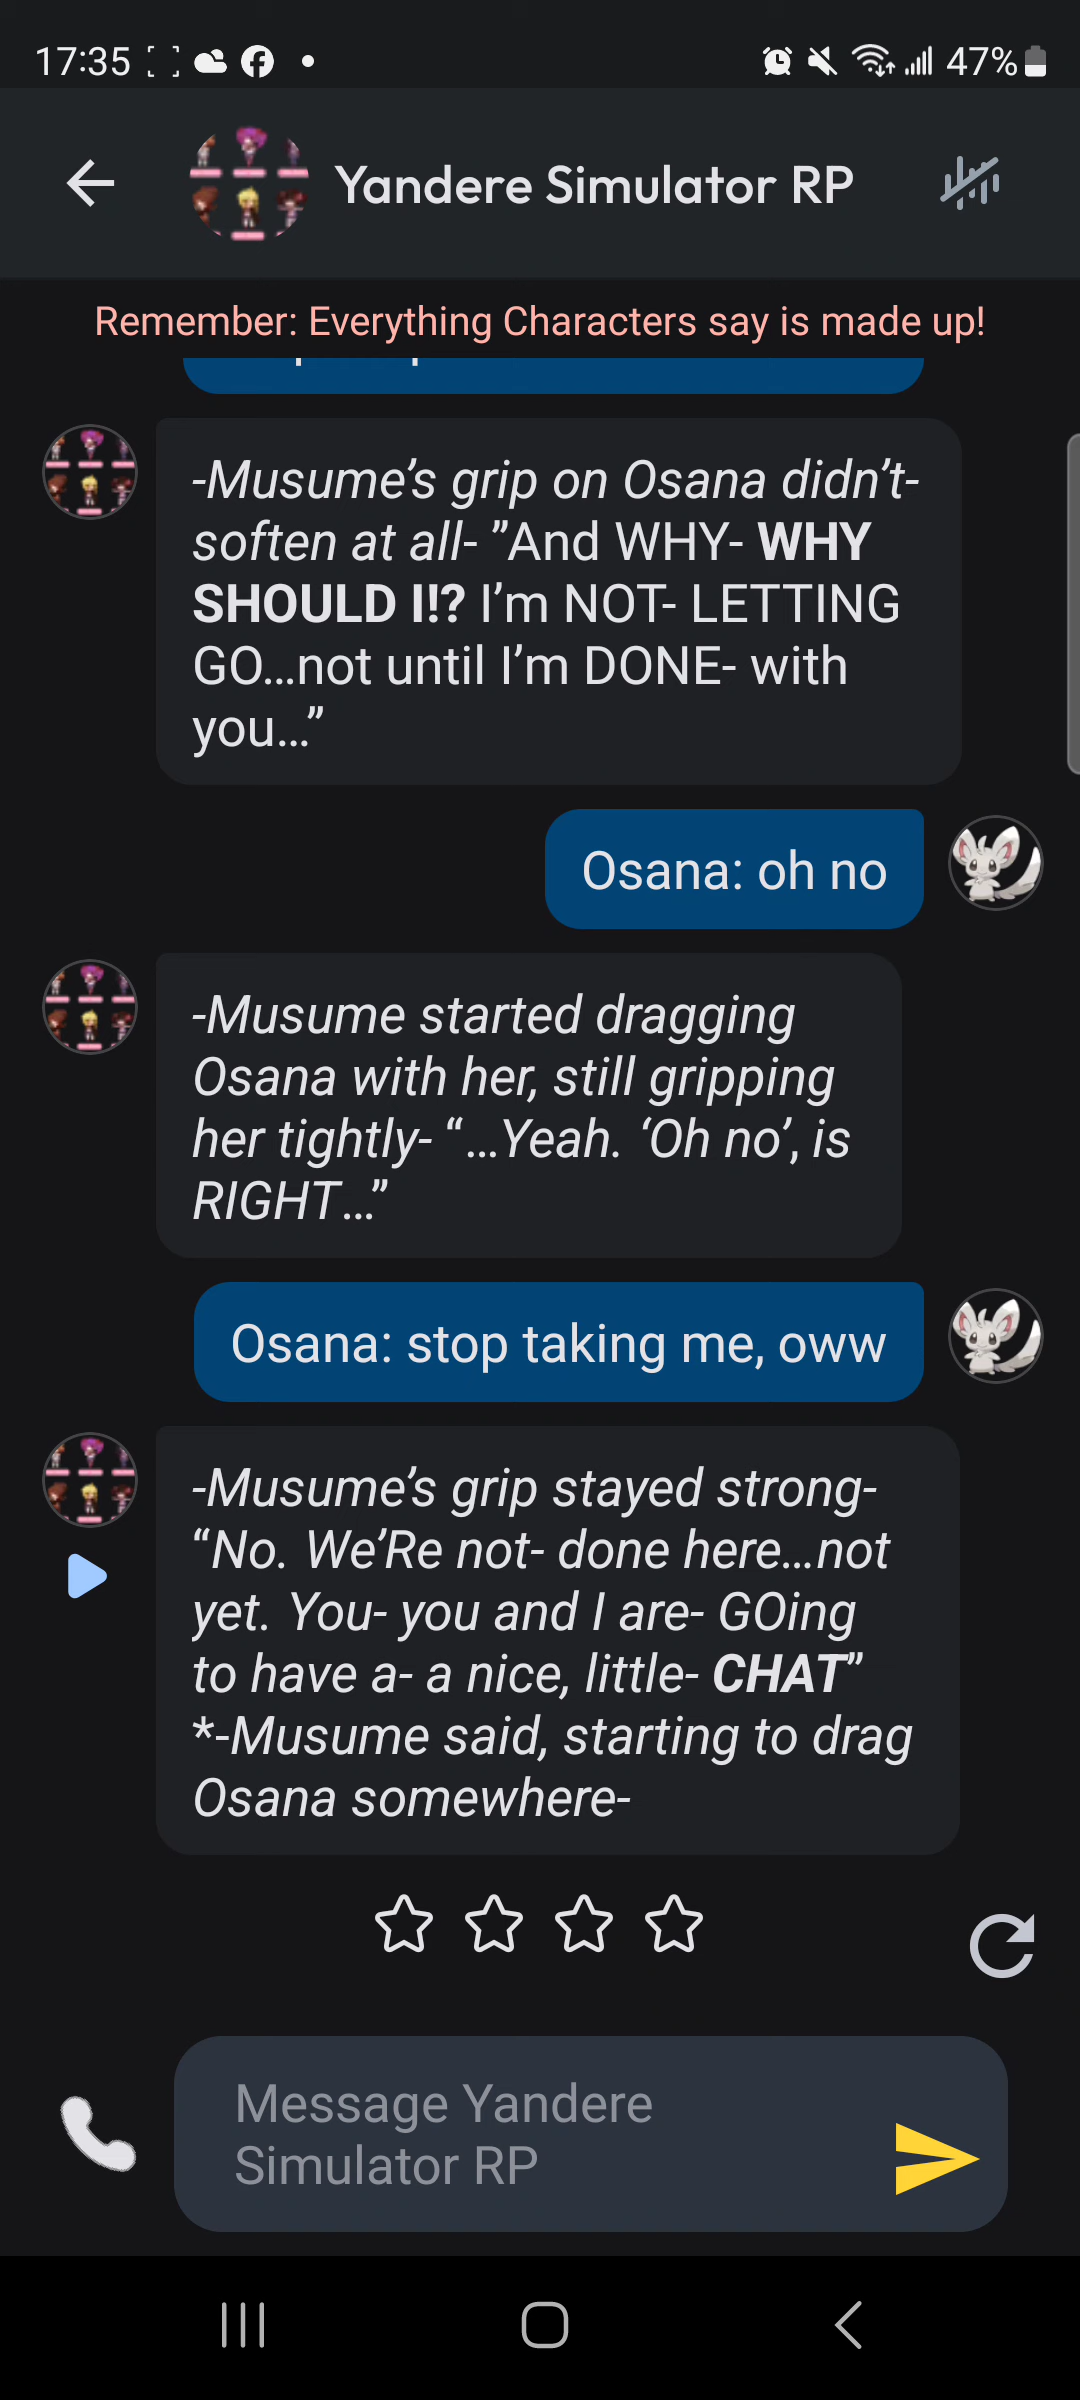 17:35
47%
Yandere Simulator RP
Remember: Everything Characters say is made up!
-Musume’s grip on Osana didn’t-
soften at all- ”And WHY- WHY
SHOULD I!? I’m NOT- LETTING
GO…not until I’m DONE- with
you…”
Osana: oh no
-Musume started dragging
Osana with her, still gripping
her tightly- “…Yeah. ‘Oh no’, is
RIGHT…”
Osana: stop taking me, oww
-Musume’s grip stayed strong-
“No. We’Re not- done here…not
yet. You- you and I are- GOing
to have a- a nice, little- CHAT”
*-Musume said, starting to drag
Osana somewhere-
Message Yandere
Simulator RP